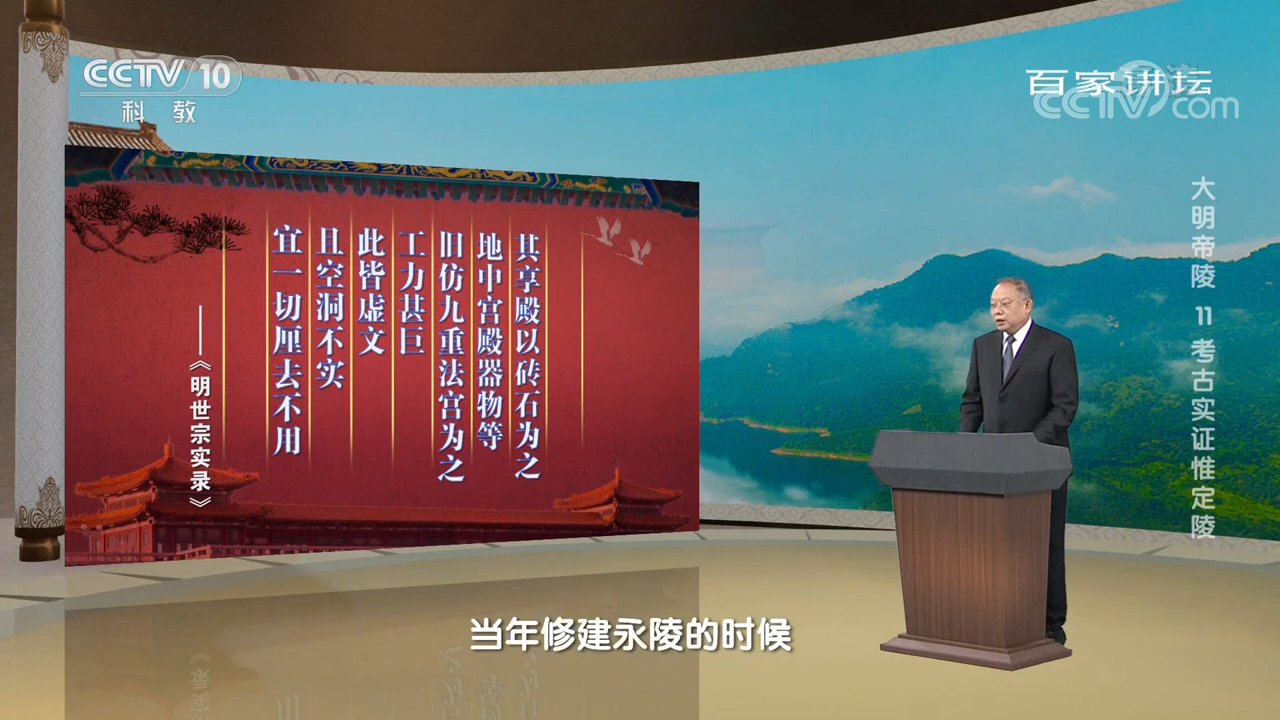 CCTV 10
科教
百家讲坛
CCTV.com
大明帝陵 11 考古实证惟定陵
其享殿以砖石为之
地中宫殿器物等
旧仿九重法宫为之
工力甚巨
此皆虚文
且空洞不实
宜一切厘去不用
——《明世宗实录》
当年修建永陵的时候